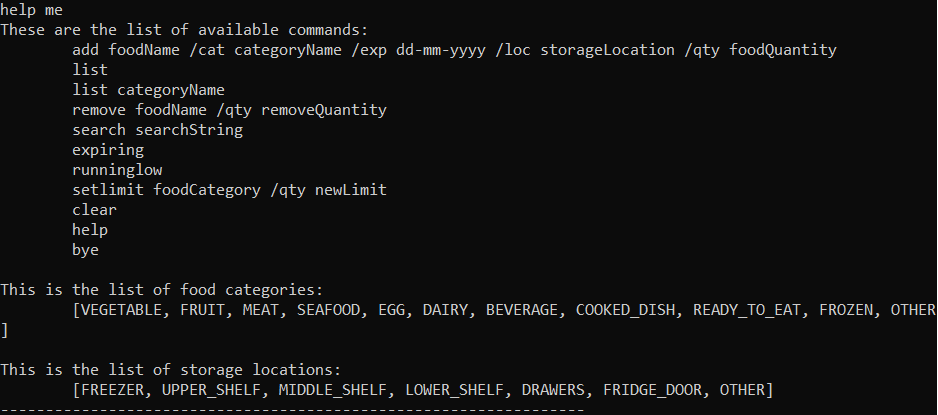 help me
These are the list of available commands:
add foodName /cat categoryName /exp dd-mm-yyyy /loc storageLocation /qty foodQuantity
list
list categoryName
remove foodName /qty removeQuantity
search searchString
expiring
runninglow
setlimit foodCategory /qty newLimit
clear
help
bye
This is the list of food categories:
[VEGETABLE, FRUIT, MEAT, SEAFOOD, EGG, DAIRY, BEVERAGE, COOKED_DISH, READY_TO_EAT, FROZEN, OTHER
]
This is the list of storage locations:
[FREEZER, UPPER_SHELF, MIDDLE_SHELF, LOWER_SHELF, DRAWERS, FRIDGE_DOOR, OTHER]
-----------------------------------------------------------------